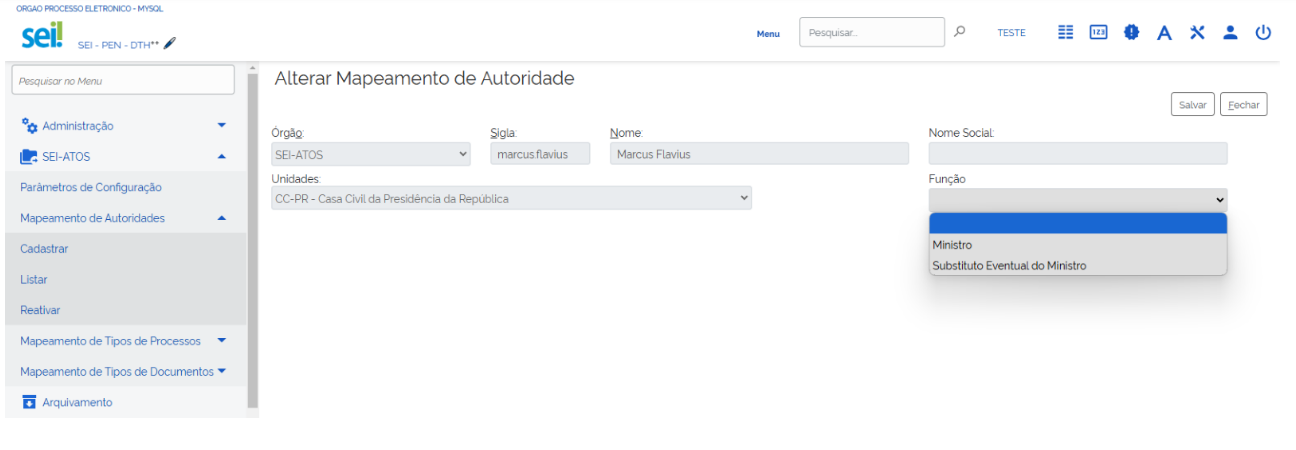 ORGAO PROCESSO ELETRONICO - MYSQL
sei!
SEI - PEN - DTH**
Menu
Pesquisar...
123
TESTE
A
Pesquisar no Menu
Administração
SEI-ATOS
Parâmetros de Configuração
Mapeamento de Autoridades
Cadastrar
Listar
Reativar
Mapeamento de Tipos de Processos
Mapeamento de Tipos de Documentos
Arquivamento
Alterar Mapeamento de Autoridade
Salvar
Fechar
Órgão:
Sigla:
Nome:
Nome Social:
SEI-ATOS
marcus.flavius
Marcus Flavius
Unidades:
Função
CC-PR - Casa Civil da Presidência da República
Ministro
Substituto Eventual do Ministro